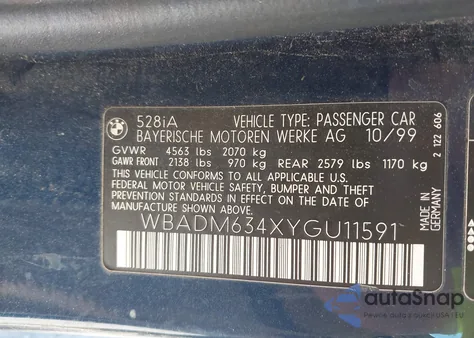 528iA VEHICLE TYPE: PASSENGER CAR
BAYERISCHE MOTOREN WERKE AG 10/99
GVWR 4563 lbs 2070 kg
GAWR FRONT 2138 lbs 970 kg REAR 2579 lbs 1170 kg
THIS VEHICLE CONFORMS TO ALL APPLICABLE U.S.
FEDERAL MOTOR VEHICLE SAFETY, BUMPER AND THEFT
PREVENTION STANDARDS IN EFFECT ON THE DATE OF
MANUFACTURE SHOWN ABOVE.
WBADM634XYGU11591
MADE IN
GERMANY
2 122 606
autoSnap